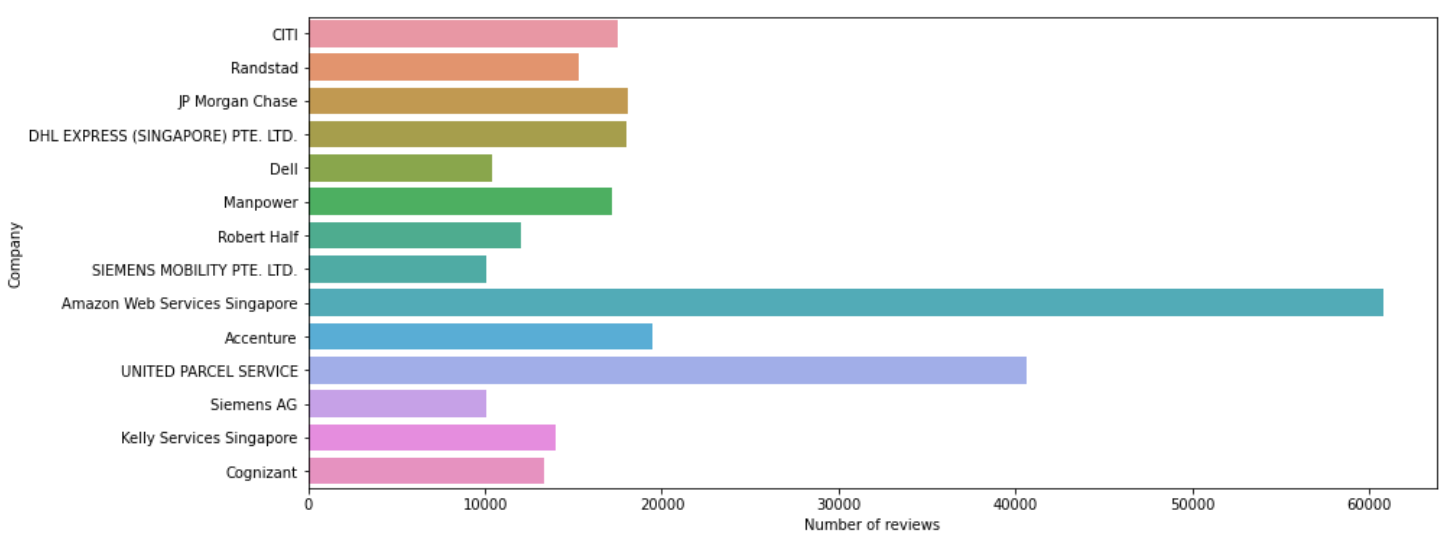 CITI
Randstad
JP Morgan Chase
DHL EXPRESS (SINGAPORE) PTE. LTD.
Dell
Manpower
Robert Half
SIEMENS MOBILITY PTE. LTD.
Amazon Web Services Singapore
Accenture
UNITED PARCEL SERVICE
Siemens AG
Kelly Services Singapore
Cognizant
Company
0 10000 20000 30000 40000 50000 60000
Number of reviews